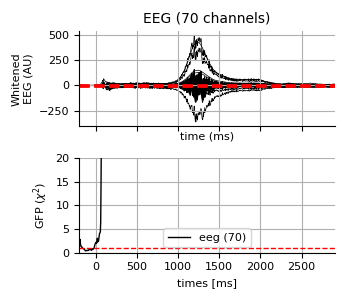 EEG (70 channels)
Whitened
EEG (AU)
500
250
0
−250
time (ms)
GFP (χ²)
20
15
10
5
0
eeg (70)
0 500 1000 1500 2000 2500
times [ms]